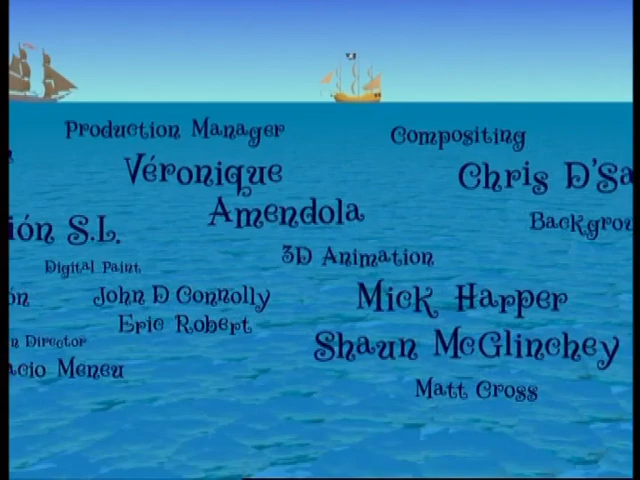 Production Manager
Véronique
Amendola
Compositing
Chris D'Sa
Backgrou
ión S.L.
Digital Paint
John D Connolly
Eric Robert
3D Animation
Mick Harper
Shaun McGlinchey
Matt Cross
ón
n Director
acio Meneu